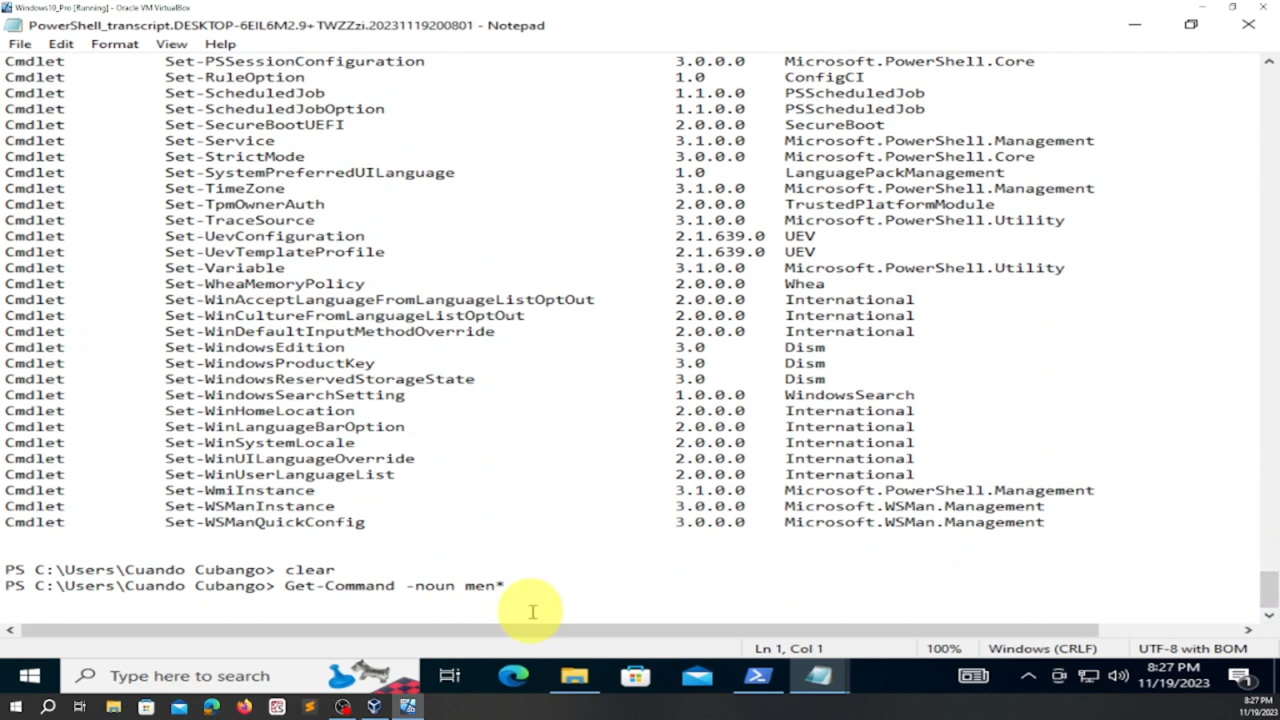 Windows10_Pro [Running] - Oracle VM VirtualBox
PowerShell_transcript.DESKTOP-6EIL6M2.9+TWZZzi.20231119200801 - Notepad
File Edit Format View Help
Cmdlet Set-PSSessionConfiguration 3.0.0.0 Microsoft.PowerShell.Core
Cmdlet Set-RuleOption 1.0 ConfigCI
Cmdlet Set-ScheduledJob 1.1.0.0 PSScheduledJob
Cmdlet Set-ScheduledJobOption 1.1.0.0 PSScheduledJob
Cmdlet Set-SecureBootUEFI 2.0.0.0 SecureBoot
Cmdlet Set-Service 3.1.0.0 Microsoft.PowerShell.Management
Cmdlet Set-StrictMode 3.0.0.0 Microsoft.PowerShell.Core
Cmdlet Set-SystemPreferredUILanguage 1.0 LanguagePackManagement
Cmdlet Set-TimeZone 3.1.0.0 Microsoft.PowerShell.Management
Cmdlet Set-TpmOwnerAuth 2.0.0.0 TrustedPlatformModule
Cmdlet Set-TraceSource 3.1.0.0 Microsoft.PowerShell.Utility
Cmdlet Set-UevConfiguration 2.1.639.0 UEV
Cmdlet Set-UevTemplateProfile 2.1.639.0 UEV
Cmdlet Set-Variable 3.1.0.0 Microsoft.PowerShell.Utility
Cmdlet Set-WheaMemoryPolicy 2.0.0.0 Whea
Cmdlet Set-WinAcceptLanguageFromLanguageListOptOut 2.0.0.0 International
Cmdlet Set-WinCultureFromLanguageListOptOut 2.0.0.0 International
Cmdlet Set-WinDefaultInputMethodOverride 2.0.0.0 International
Cmdlet Set-WindowsEdition 3.0 Dism
Cmdlet Set-WindowsProductKey 3.0 Dism
Cmdlet Set-WindowsReservedStorageState 3.0 Dism
Cmdlet Set-WindowsSearchSetting 1.0.0.0 WindowsSearch
Cmdlet Set-WinHomeLocation 2.0.0.0 International
Cmdlet Set-WinLanguageBarOption 2.0.0.0 International
Cmdlet Set-WinSystemLocale 2.0.0.0 International
Cmdlet Set-WinUILanguageOverride 2.0.0.0 International
Cmdlet Set-WinUserLanguageList 2.0.0.0 International
Cmdlet Set-WmiInstance 3.1.0.0 Microsoft.PowerShell.Management
Cmdlet Set-WSManInstance 3.0.0.0 Microsoft.WSMan.Management
Cmdlet Set-WSManQuickConfig 3.0.0.0 Microsoft.WSMan.Management
PS C:\Users\Cuando Cubango> clear
PS C:\Users\Cuando Cubango> Get-Command -noun men*
Ln 1, Col 1 100% Windows (CRLF) UTF-8 with BOM
Type here to search
8:27 PM
11/19/2023
1
8:27 PM
11/19/2023